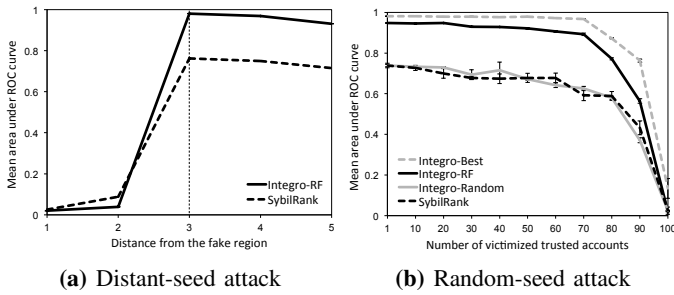 Mean area under ROC curve
1
0.8
0.6
0.4
0.2
0
1 2 3 4 5
Distance from the fake region
Integro-RF
SybilRank
(a) Distant-seed attack
Mean area under ROC curve
1
0.8
0.6
0.4
0.2
0
1 10 20 30 40 50 60 70 80 90 100
Number of victimized trusted accounts
Integro-Best
Integro-RF
Integro-Random
SybilRank
(b) Random-seed attack